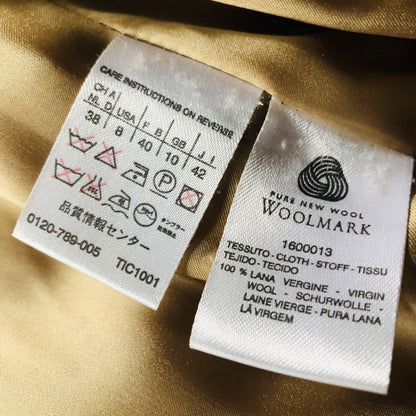 CARE INSTRUCTIONS ON REVERSE
CH A
NL D USA F B GB J I
38 8 40 10 10 42
P
タンブラー
乾燥禁止
品質情報センター
0120-789-005 TIC1001
PURE NEW WOOL
WOOLMARK
1600013
TESSUTO-CLOTH-STOFF-TISSU
TEJIDO-TECIDO
100 % LANA VERGINE - VIRGIN
WOOL - SCHURWOLLE -
LAINE VIERGE - PURA LANA
LÃ VIRGEM